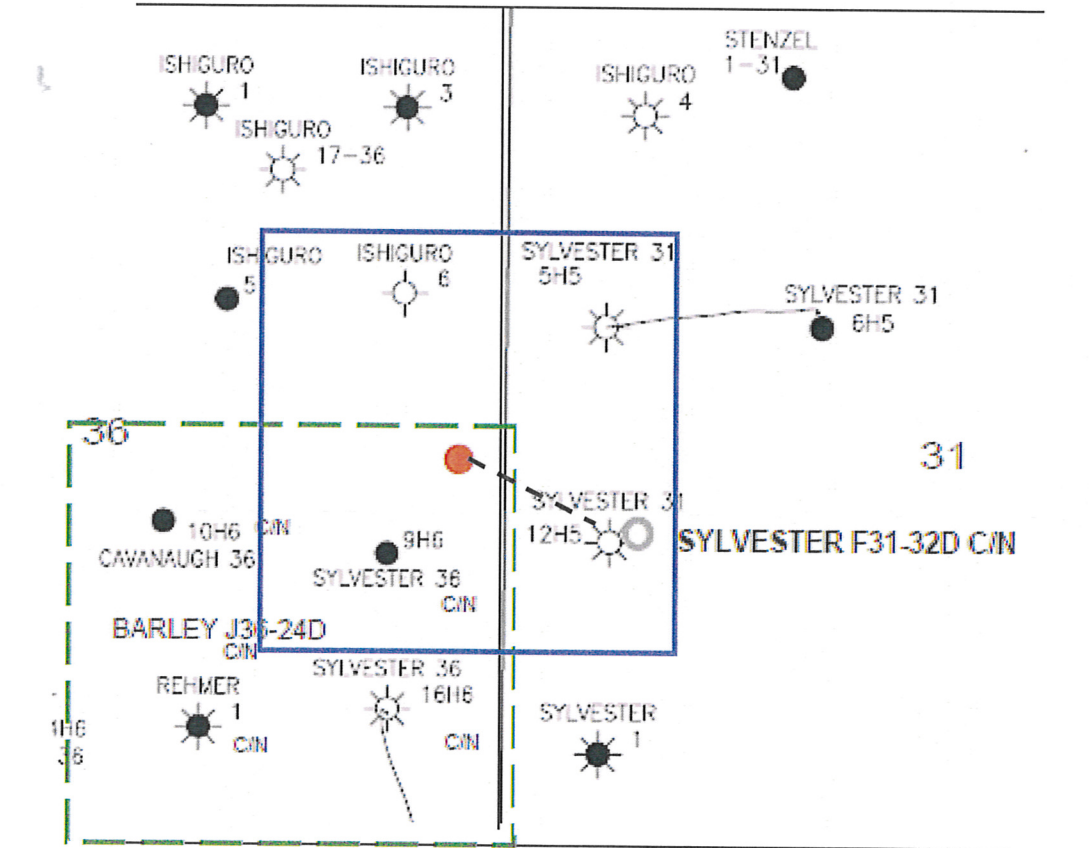 STENZEL
1-31
ISHIGURO
1
ISHIGURO
3
ISHIGURO
4
ISHIGURO
17-36
ISHIGURO
5
ISHIGURO
6
SYLVESTER 31
5H5
SYLVESTER 31
6H5
36
31
SYLVESTER 31
12H5
SYLVESTER F31-32D C/N
10H6 C/N
CAVANAUGH 36
9H6
SYLVESTER 36
C/N
BARLEY J36-24D
C/N
SYLVESTER 36
16H6
C/N
REHMER
1
C/N
SYLVESTER
1
36